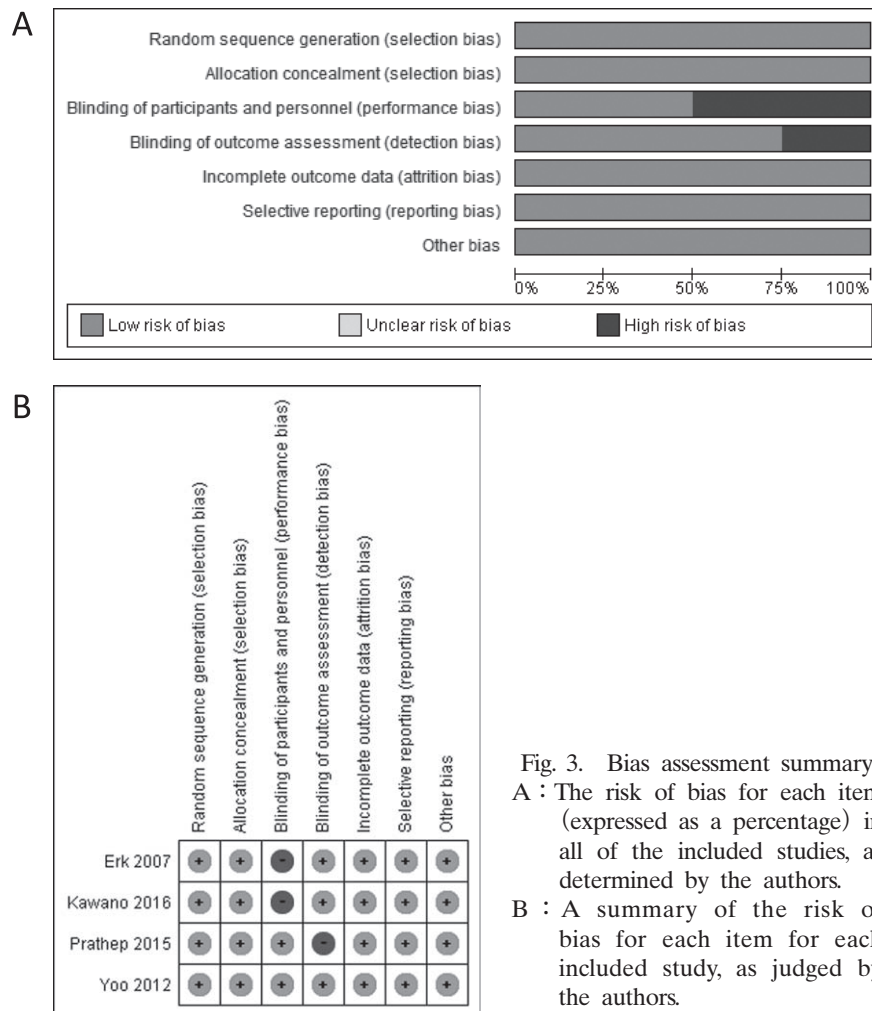 A
Random sequence generation (selection bias)
Allocation concealment (selection bias)
Blinding of participants and personnel (performance bias)
Blinding of outcome assessment (detection bias)
Incomplete outcome data (attrition bias)
Selective reporting (reporting bias)
Other bias
0% 25% 50% 75% 100%
Low risk of bias Unclear risk of bias High risk of bias
B
Random sequence generation (selection bias)
Allocation concealment (selection bias)
Blinding of participants and personnel (performance bias)
Blinding of outcome assessment (detection bias)
Incomplete outcome data (attrition bias)
Selective reporting (reporting bias)
Other bias
Erk 2007 + + - + + + +
Kawano 2016 + + - + + + +
Prathep 2015 + + + - + + +
Yoo 2012 + + + + + + +
Fig. 3. Bias assessment summary
A : The risk of bias for each item
(expressed as a percentage) in
all of the included studies, a
determined by the authors.
B : A summary of the risk o
bias for each item for each
included study, as judged by
the authors.